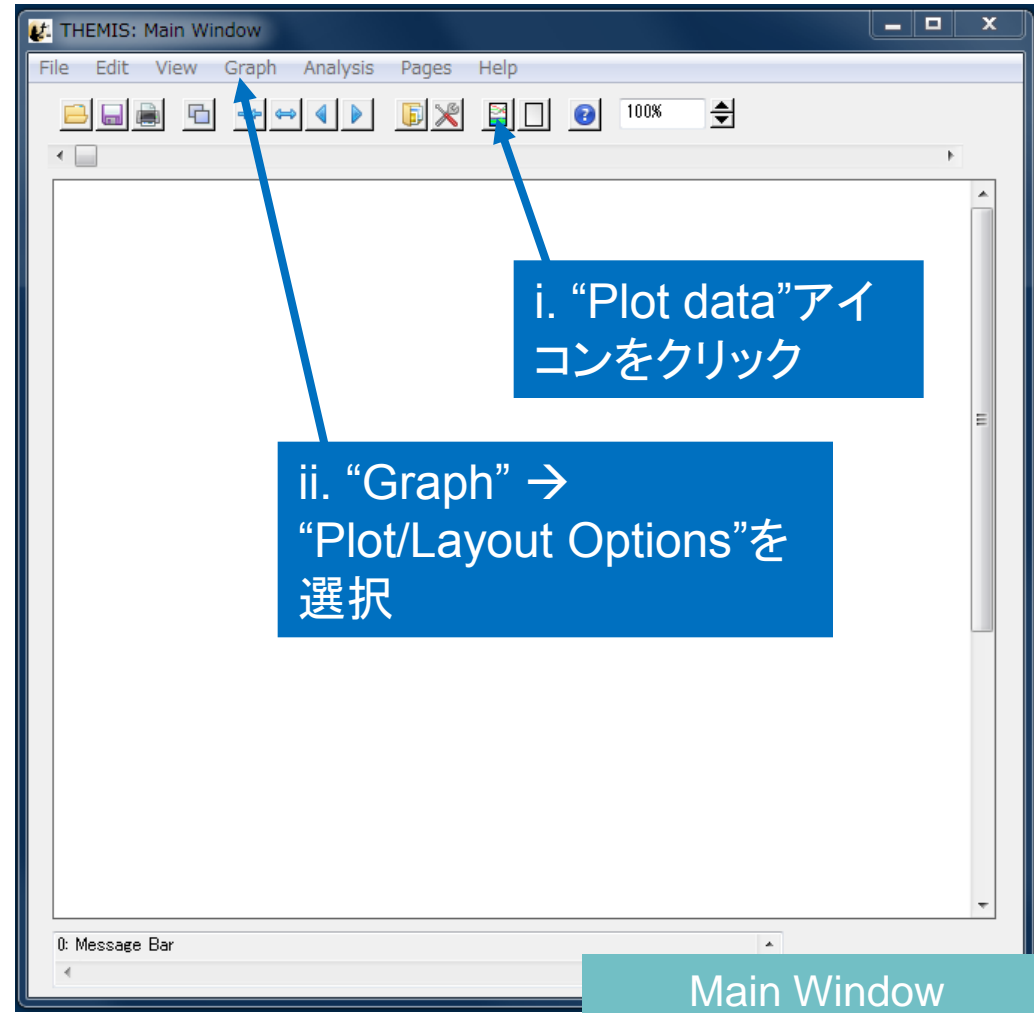 THEMIS: Main Window
File Edit View Graph Analysis Pages Help
100%
i. “Plot data”アイ
コンをクリック
ii. “Graph” →
“Plot/Layout Options”を
選択
0: Message Bar
Main Window